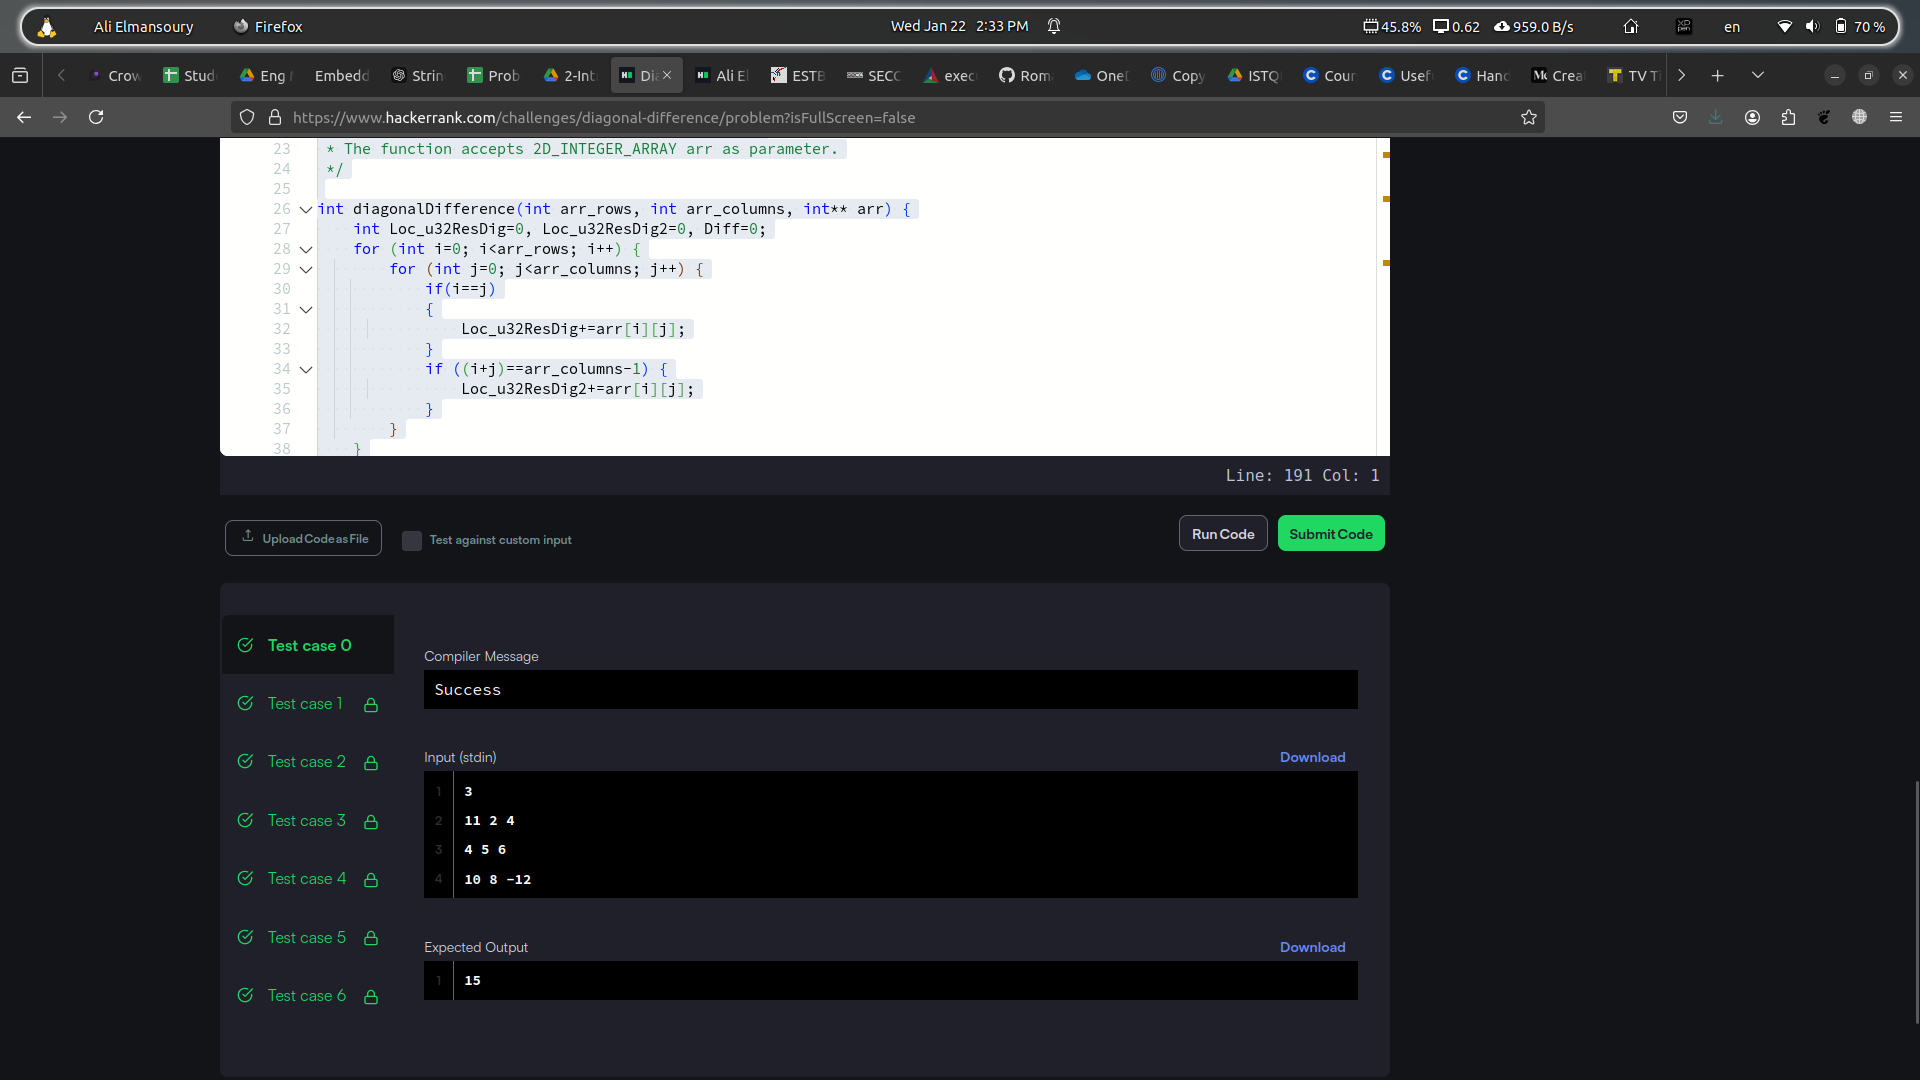 Ali Elmansoury Firefox Wed Jan 22 2:33 PM 45.8% 0.62 959.0 B/s en 70 %
Crow Stud Eng Embedd Strin Prob 2-Int Dia Ali El ESTB SECC exec Rom OneD Copy ISTQ Cour Usef Hand Crea TV Ti
https://www.hackerrank.com/challenges/diagonal-difference/problem?isFullScreen=false
23 * The function accepts 2D_INTEGER_ARRAY arr as parameter.
24 */
25
26 int diagonalDifference(int arr_rows, int arr_columns, int** arr) {
27 int Loc_u32ResDig=0, Loc_u32ResDig2=0, Diff=0;
28 for (int i=0; i<arr_rows; i++) {
29 for (int j=0; j<arr_columns; j++) {
30 if(i==j)
31 {
32 Loc_u32ResDig+=arr[i][j];
33 }
34 if ((i+j)==arr_columns-1) {
35 Loc_u32ResDig2+=arr[i][j];
36 }
37 }
38 }
Line: 191 Col: 1
Upload Code as File Test against custom input Run Code Submit Code
Test case 0
Test case 1
Test case 2
Test case 3
Test case 4
Test case 5
Test case 6
Compiler Message
Success
Input (stdin) Download
1 3
2 11 2 4
3 4 5 6
4 10 8 -12
Expected Output Download
1 15